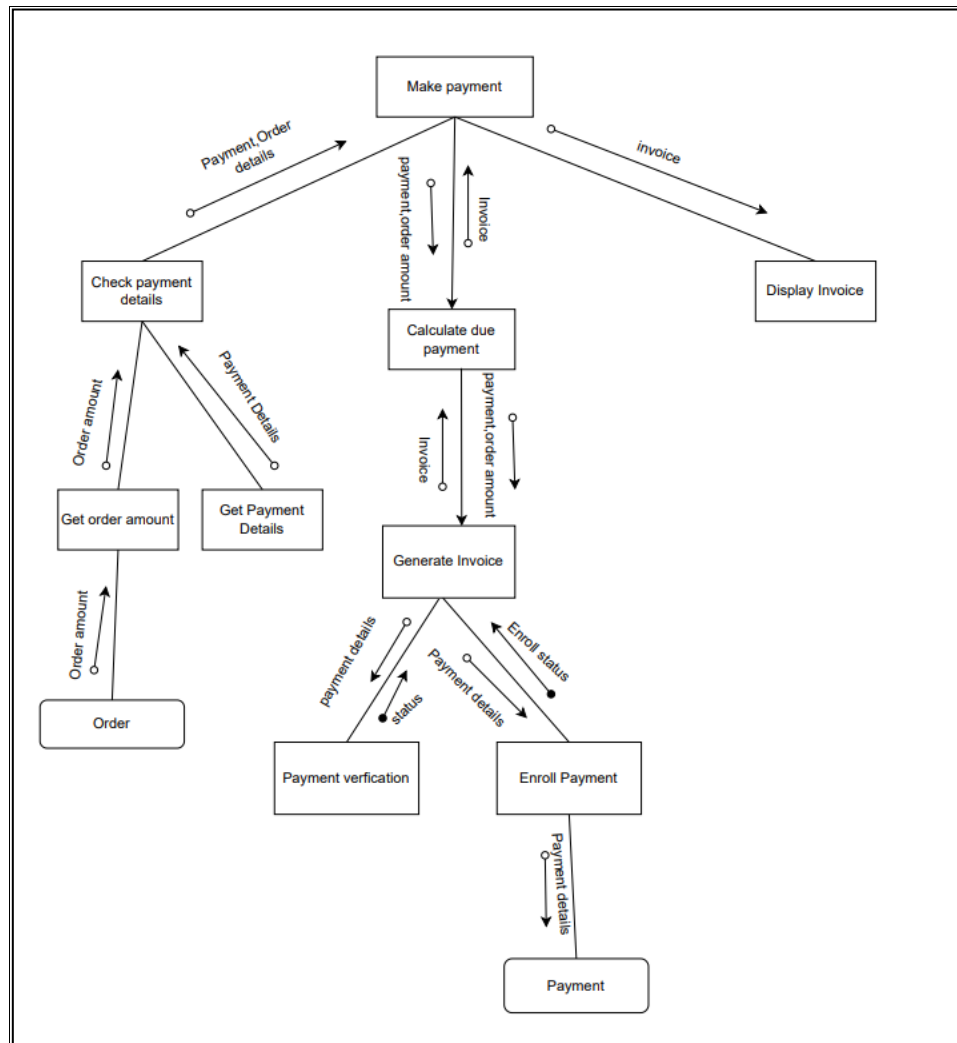 Make payment
Payment,Order
details
invoice
payment,order amount
Invoice
Check payment
details
Display Invoice
Calculate due
payment
Order amount
Payment Details
Invoice
payment,order amount
Get order amount
Get Payment
Details
Generate Invoice
Order amount
payment details
status
Payment details
Enroll status
Order
Payment verfication
Enroll Payment
Payment details
Payment